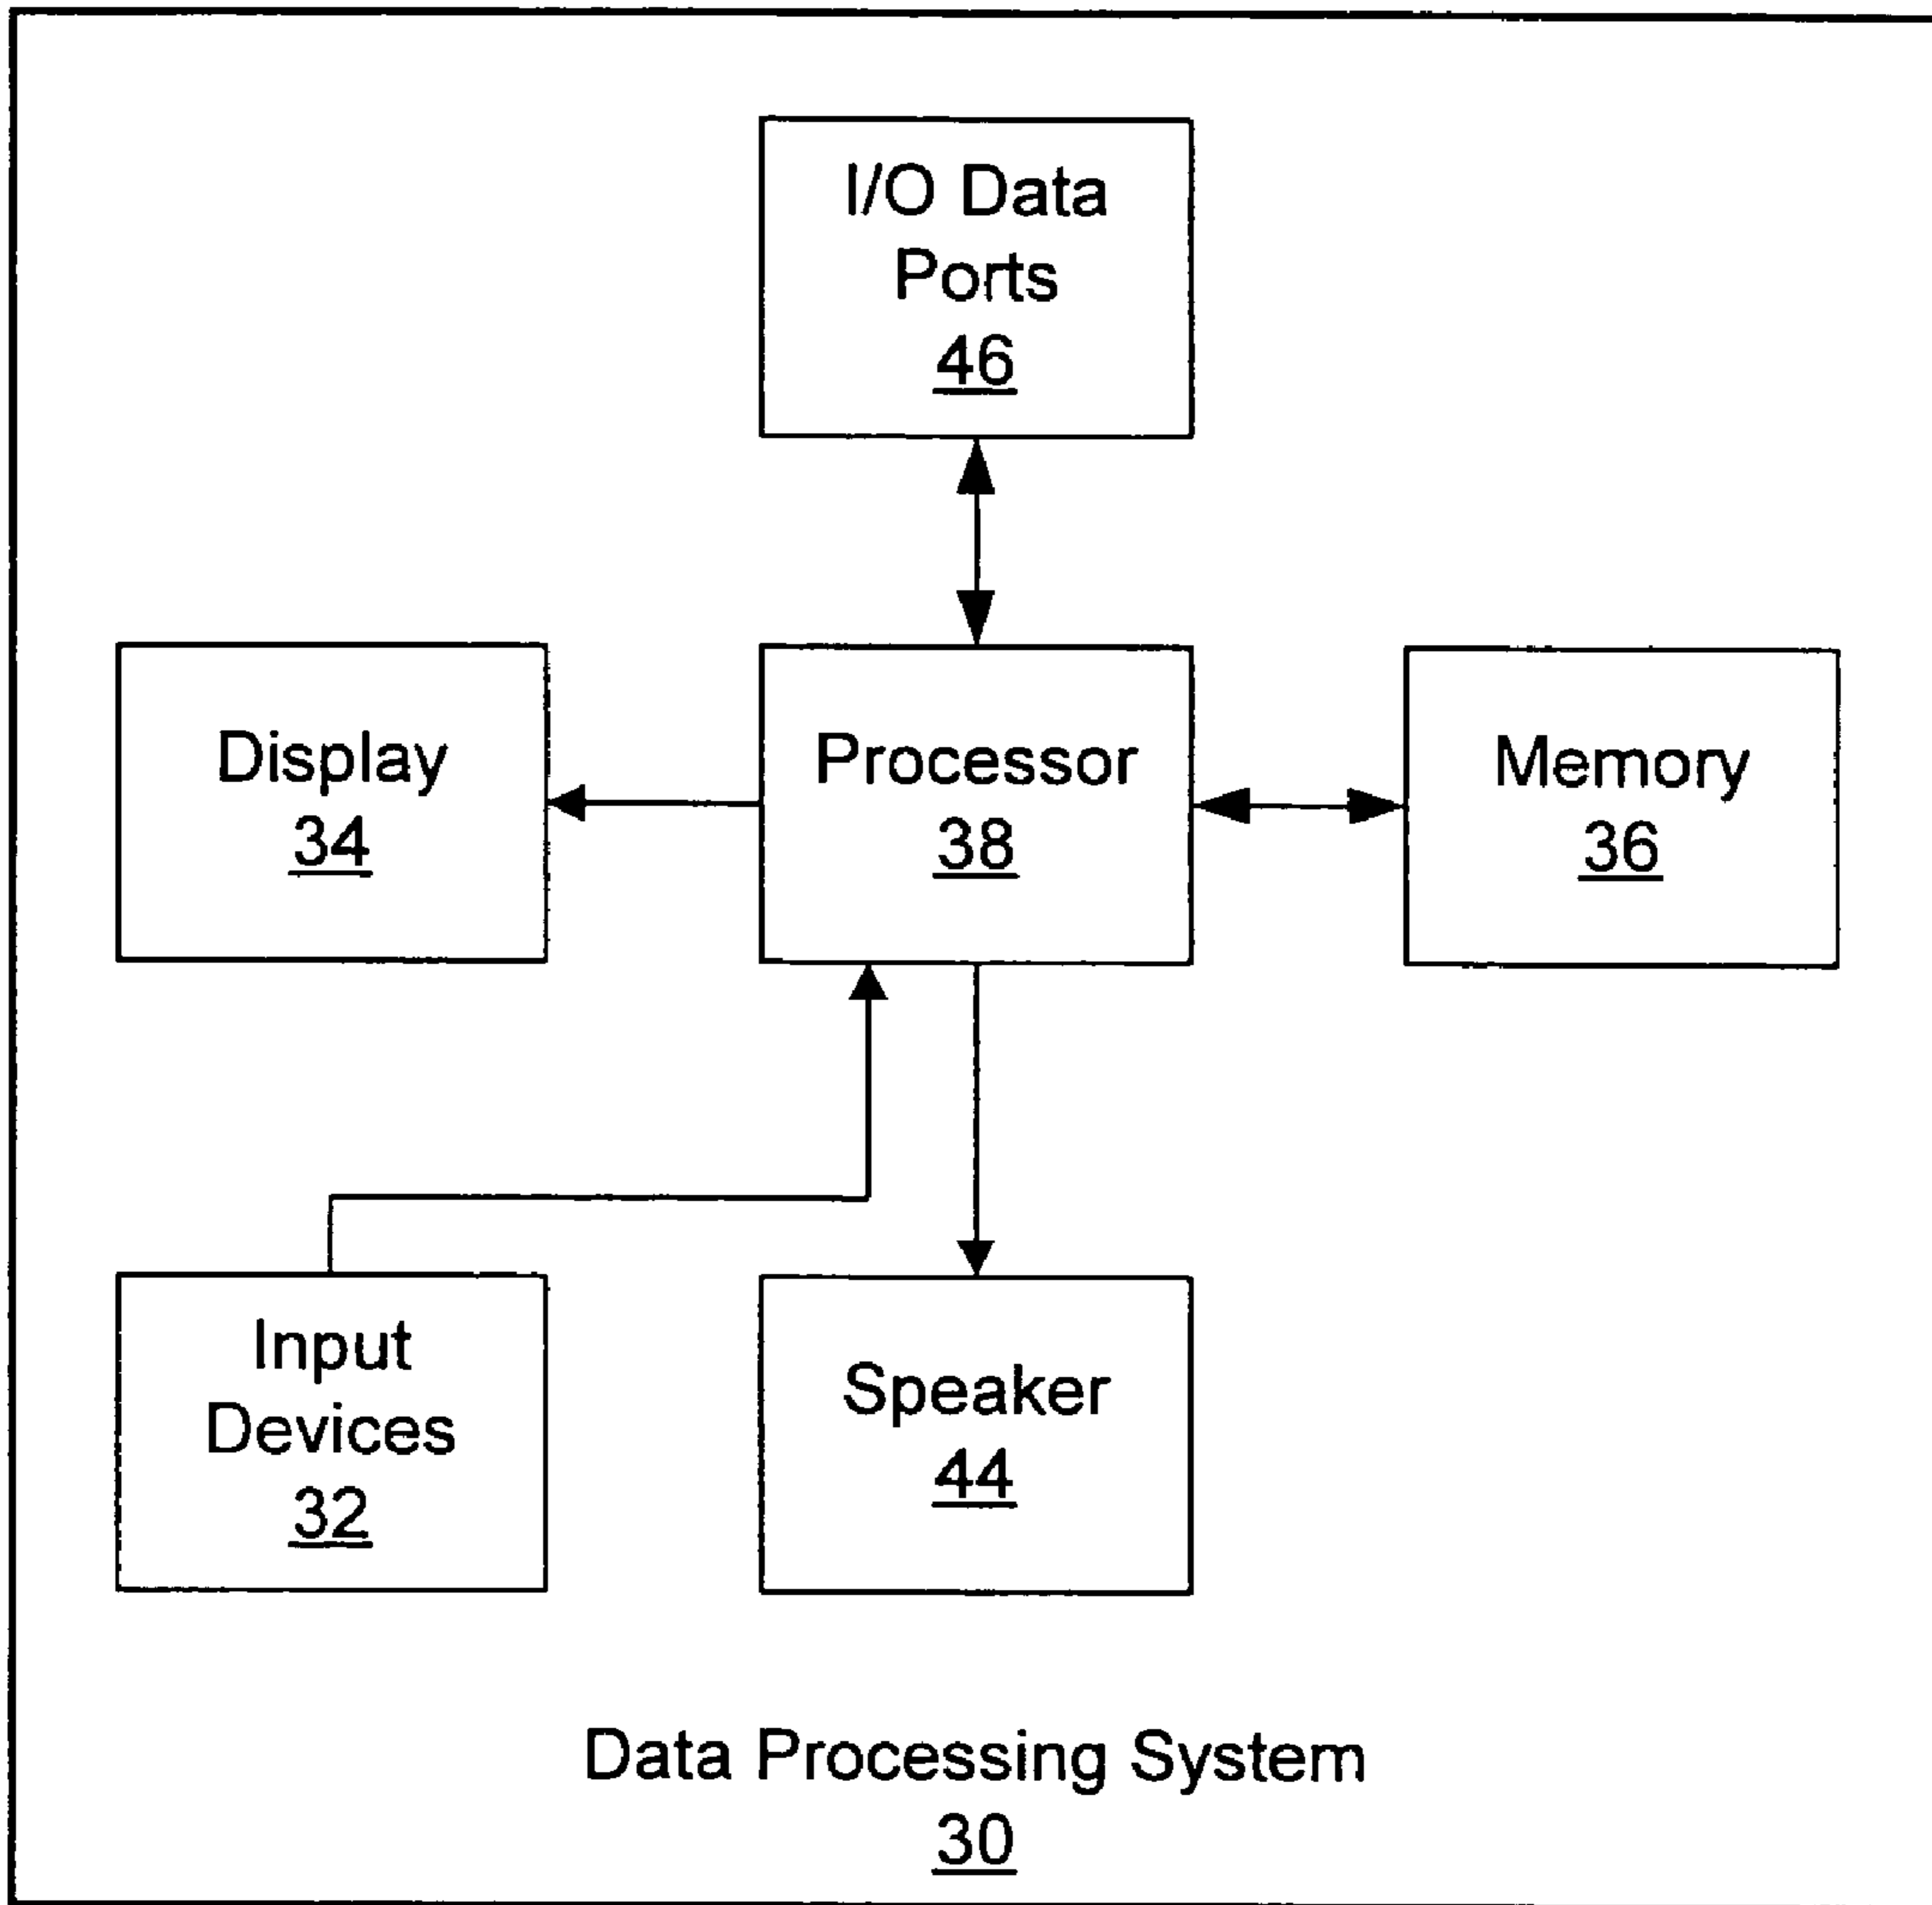 I/O Data
Ports
46
Display
34
Processor
38
Memory
36
Input
Devices
32
Speaker
44
Data Processing System
30